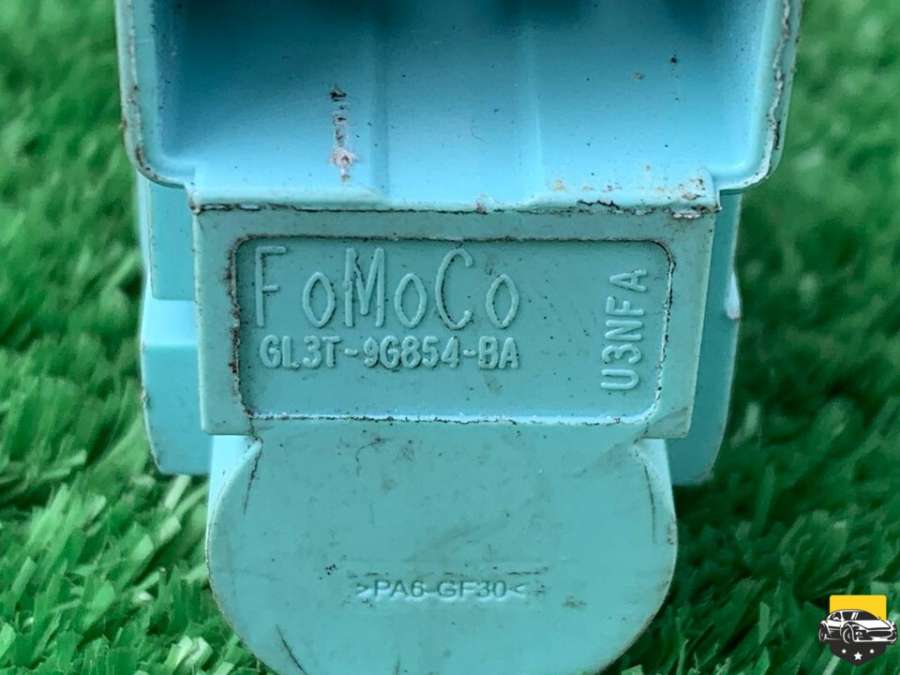 FoMoCo
GL3T-9G854-BA
U3NFA
>PA6-GF30<